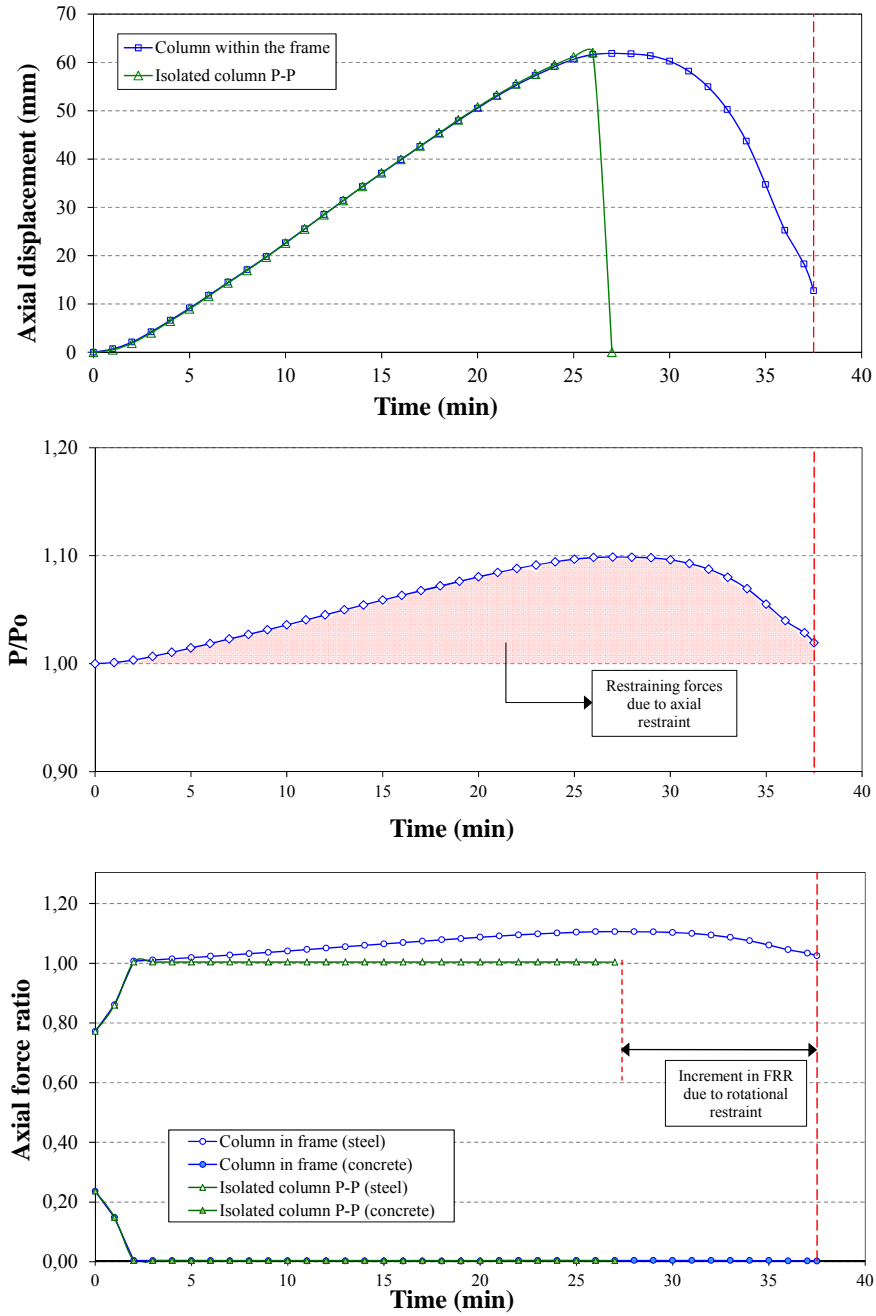 70
60
50
40
30
20
10
0
Axial displacement (mm)
Column within the frame
Isolated column P-P
0 5 10 15 20 25 30 35 40
Time (min)
1,20
1,10
1,00
0,90
P/Po
Restraining forces
due to axial
restraint
0 5 10 15 20 25 30 35 40
Time (min)
1,20
1,00
0,80
0,60
0,40
0,20
0,00
Axial force ratio
Increment in FRR
due to rotational
restraint
Column in frame (steel)
Column in frame (concrete)
Isolated column P-P (steel)
Isolated column P-P (concrete)
0 5 10 15 20 25 30 35 40
Time (min)